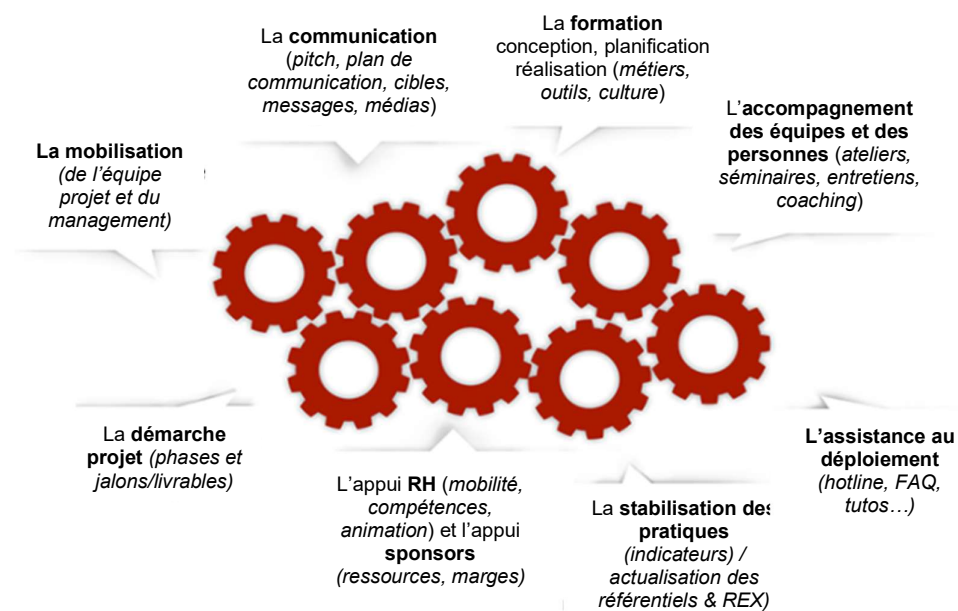 La communication
(pitch, plan de
communication, cibles,
messages, médias)
La formation
conception, planification
réalisation (métiers,
outils, culture)
L'accompagnement
des équipes et des
personnes (ateliers,
séminaires, entretiens,
coaching)
La mobilisation
(de l’équipe
projet et du
management)
La démarche
projet (phases et
jalons/livrables)
L’appui RH (mobilité,
compétences,
animation) et l’appui
sponsors
(ressources, marges)
La stabilisation des
pratiques
(indicateurs) /
actualisation des
référentiels & REX)
L’assistance au
déploiement
(hotline, FAQ,
tutos…)